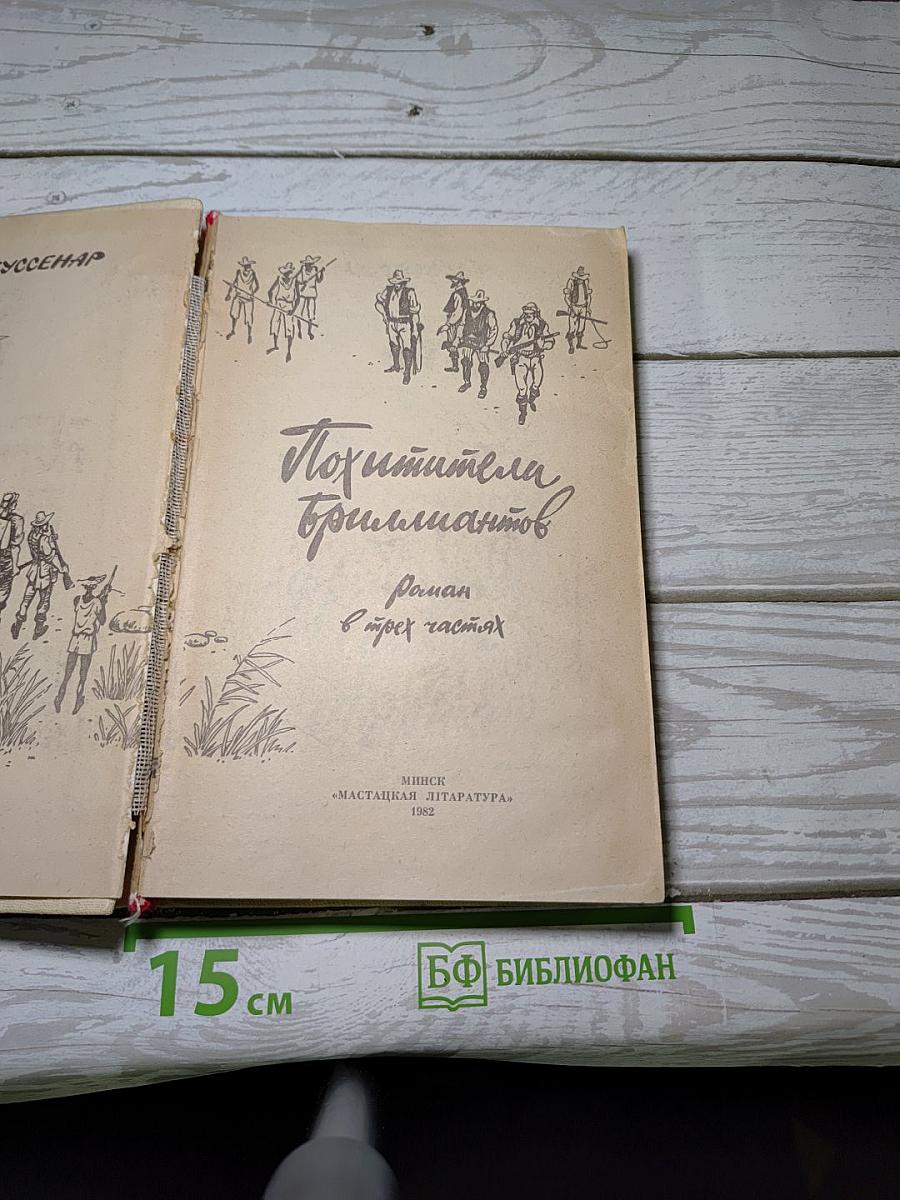 УССЕНАР
Похитители
Бриллиантов
роман
в трех частях
МИНСК
«МАСТАЦКАЯ ЛІТАРАТУРА»
1982
15 см
БФ БИБЛИОФАН